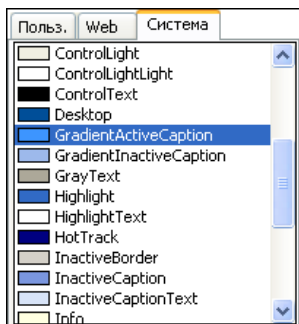 Польз. Web Система
ControlLight
ControlLightLight
ControlText
Desktop
GradientActiveCaption
GradientInactiveCaption
GrayText
Highlight
HighlightText
HotTrack
InactiveBorder
InactiveCaption
InactiveCaptionText
Info